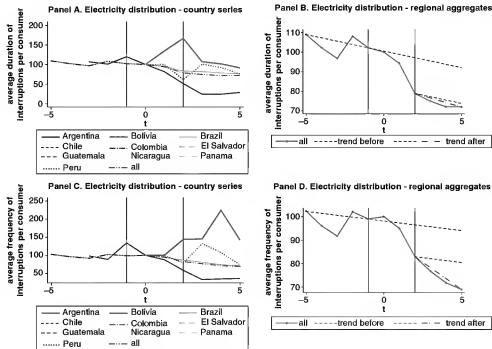 Panel A. Electricity distribution - country series
average duration of
interruptions per consumer
200
150
100
50
0
−5
0
5
t
Argentina Bolivia Brazil
Chile Colombia El Salvador
Guatemala Nicaragua Panama
Peru all
Panel B. Electricity distribution - regional aggregates
average duration of
interruptions per consumer
110
100
90
80
70
−5
0
5
t
all trend before trend after
Panel C. Electricity distribution - country series
average frequency of
interruptions per consumer
250
200
150
100
50
−5
0
5
t
Argentina Bolivia Brazil
Chile Colombia El Salvador
Guatemala Nicaragua Panama
Peru all
Panel D. Electricity distribution - regional aggregates
average frequency of
interruptions per consumer
100
90
80
70
−5
0
5
t
all trend before trend after